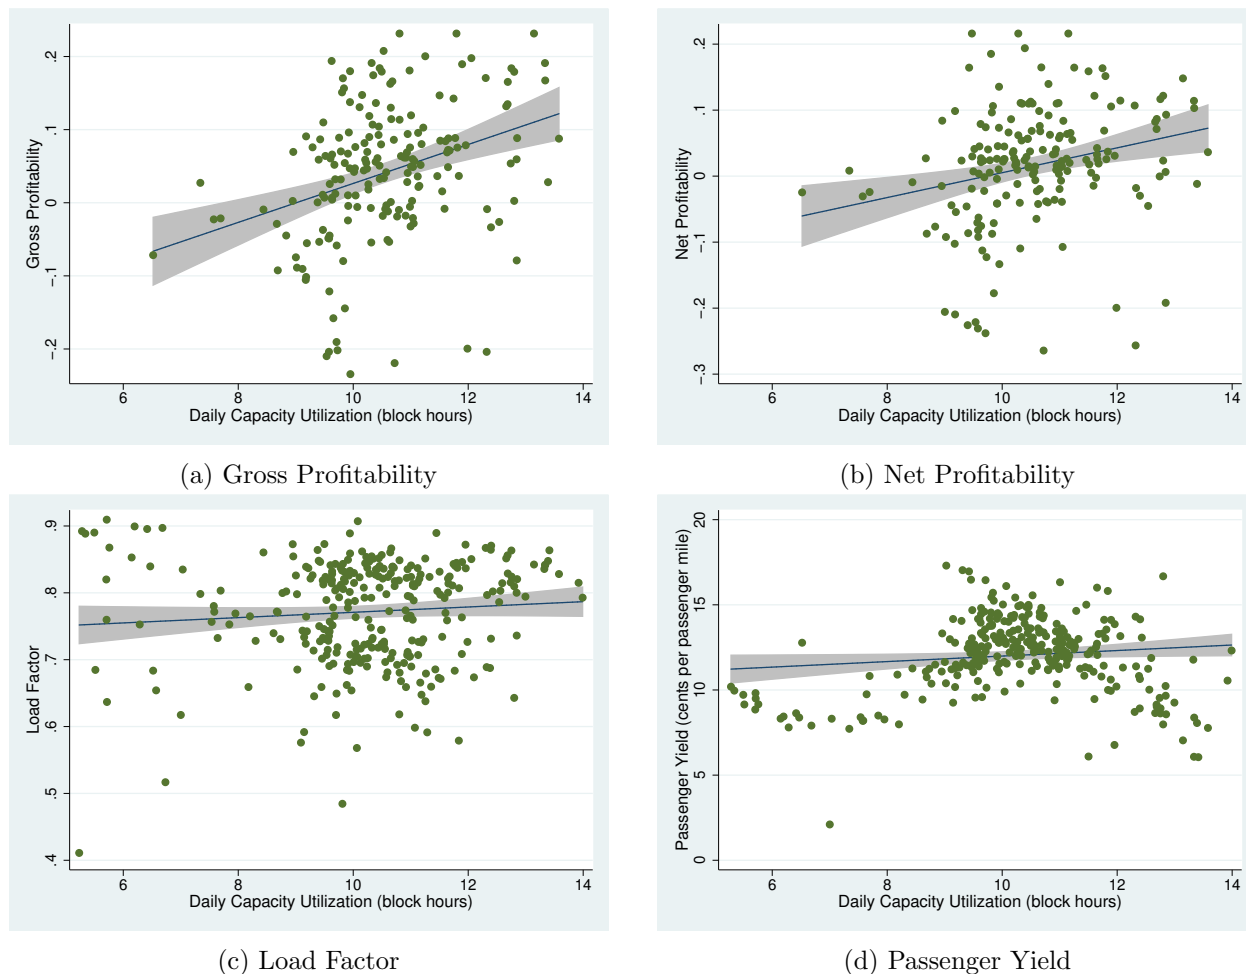 Gross Profitability
.2
.1
0
−.1
−.2
6 8 10 12 14
Daily Capacity Utilization (block hours)
(a) Gross Profitability
Net Profitability
.2
.1
0
−.1
−.2
−.3
6 8 10 12 14
Daily Capacity Utilization (block hours)
(b) Net Profitability
Load Factor
.9
.8
.7
.6
.5
.4
6 8 10 12 14
Daily Capacity Utilization (block hours)
(c) Load Factor
Passenger Yield (cents per passenger mile)
20
15
10
5
0
6 8 10 12 14
Daily Capacity Utilization (block hours)
(d) Passenger Yield